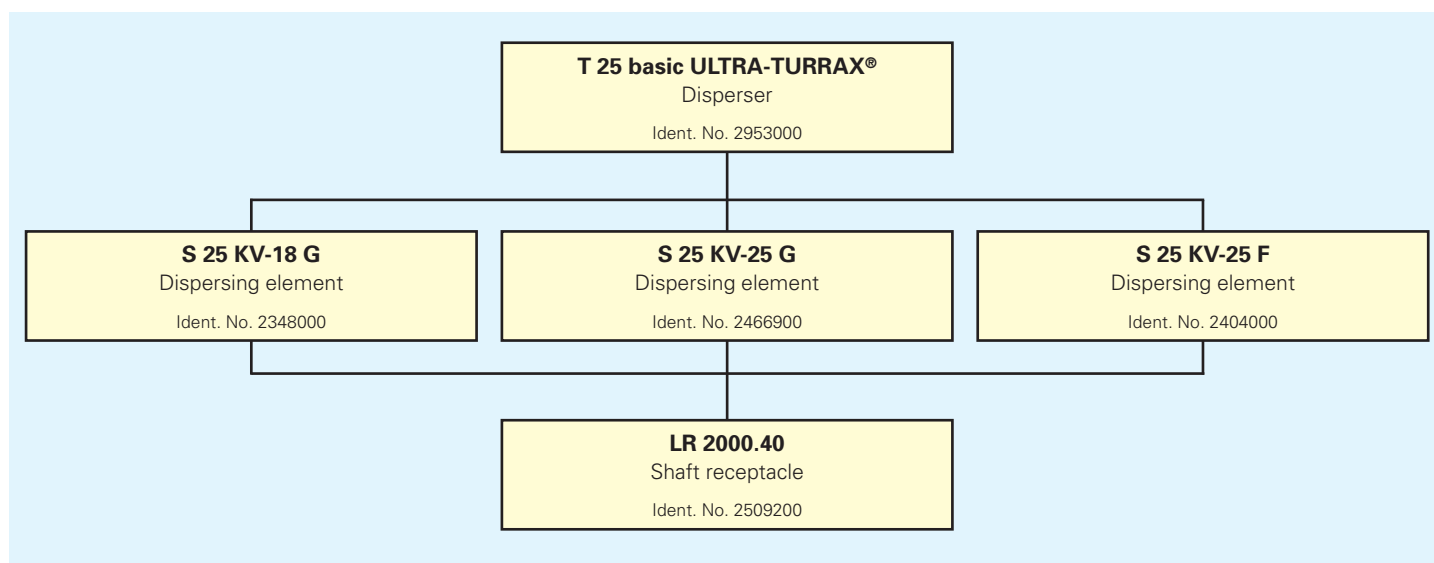 T 25 basic ULTRA-TURRAX®
Disperser
Ident. No. 2953000
S 25 KV-18 G
Dispersing element
Ident. No. 2348000
S 25 KV-25 G
Dispersing element
Ident. No. 2466900
S 25 KV-25 F
Dispersing element
Ident. No. 2404000
LR 2000.40
Shaft receptacle
Ident. No. 2509200